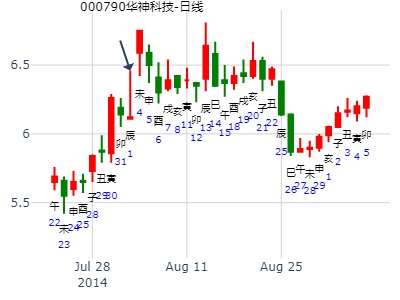 000790华神科技-日线
6.5
6
5.5
午
22
未
23
申
24
酉
25
子
28
丑
29
寅
30
卯
31
辰
1
未
4
申
5
酉
6
戌
7
亥
8
寅
11
卯
12
辰
13
巳
14
午
15
酉
18
戌
19
亥
20
子
21
丑
22
辰
25
巳
26
午
27
未
28
申
29
亥
1
子
2
丑
3
寅
4
卯
5
Jul 28
2014
Aug 11
Aug 25